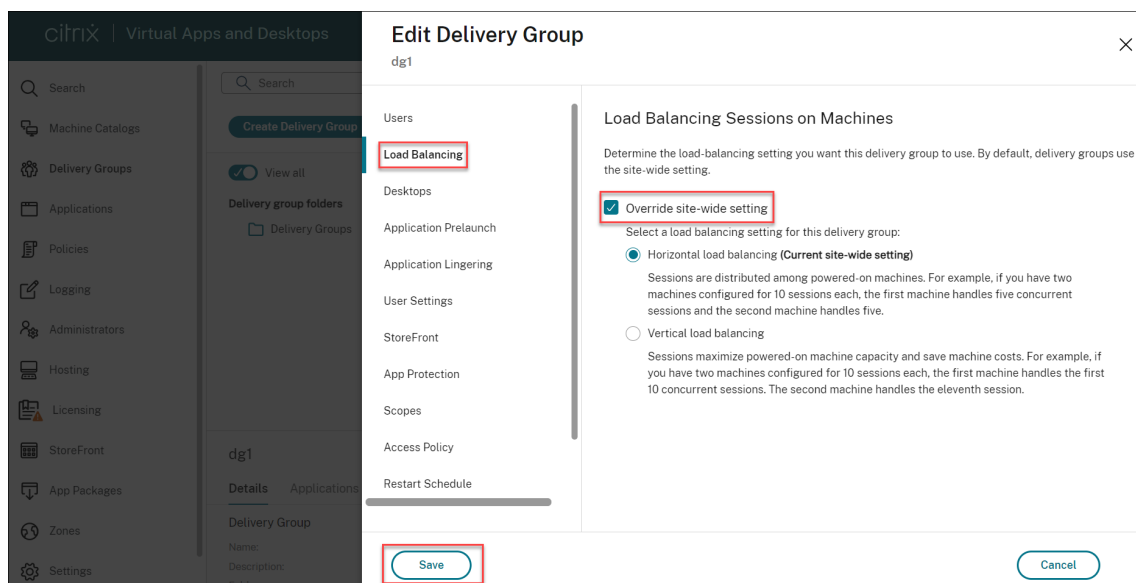 citrix | Virtual Apps and Desktops
Search
Machine Catalogs
Delivery Groups
Applications
Policies
Logging
Administrators
Hosting
Licensing
StoreFront
App Packages
Zones
Settings
Search
Create Delivery Group
View all
Delivery group folders
Delivery Groups
dg1
Details Applications
Delivery Group
Name:
Description:
Edit Delivery Group
dg1
Users
Load Balancing
Desktops
Application Prelaunch
Application Lingering
User Settings
StoreFront
App Protection
Scopes
Access Policy
Restart Schedule
Load Balancing Sessions on Machines
Determine the load-balancing setting you want this delivery group to use. By default, delivery groups use
the site-wide setting.
Override site-wide setting
Select a load balancing setting for this delivery group:
Horizontal load balancing (Current site-wide setting)
Sessions are distributed among powered-on machines. For example, if you have two
machines configured for 10 sessions each, the first machine handles five concurrent
sessions and the second machine handles five.
Vertical load balancing
Sessions maximize powered-on machine capacity and save machine costs. For example, if
you have two machines configured for 10 sessions each, the first machine handles the first
10 concurrent sessions. The second machine handles the eleventh session.
Save
Cancel